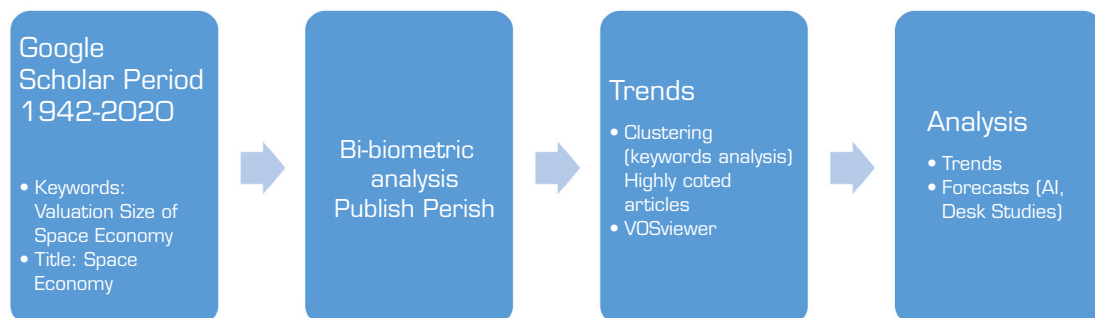 Google
Scholar Period
1942-2020
• Keywords:
Valuation Size of
Space Economy
• Title: Space
Economy
Bi-biometric
analysis
Publish Perish
Trends
• Clustering
(keywords analysis)
Highly coted
articles
• VOSviewer
Analysis
• Trends
• Forecasts (AI,
Desk Studies)